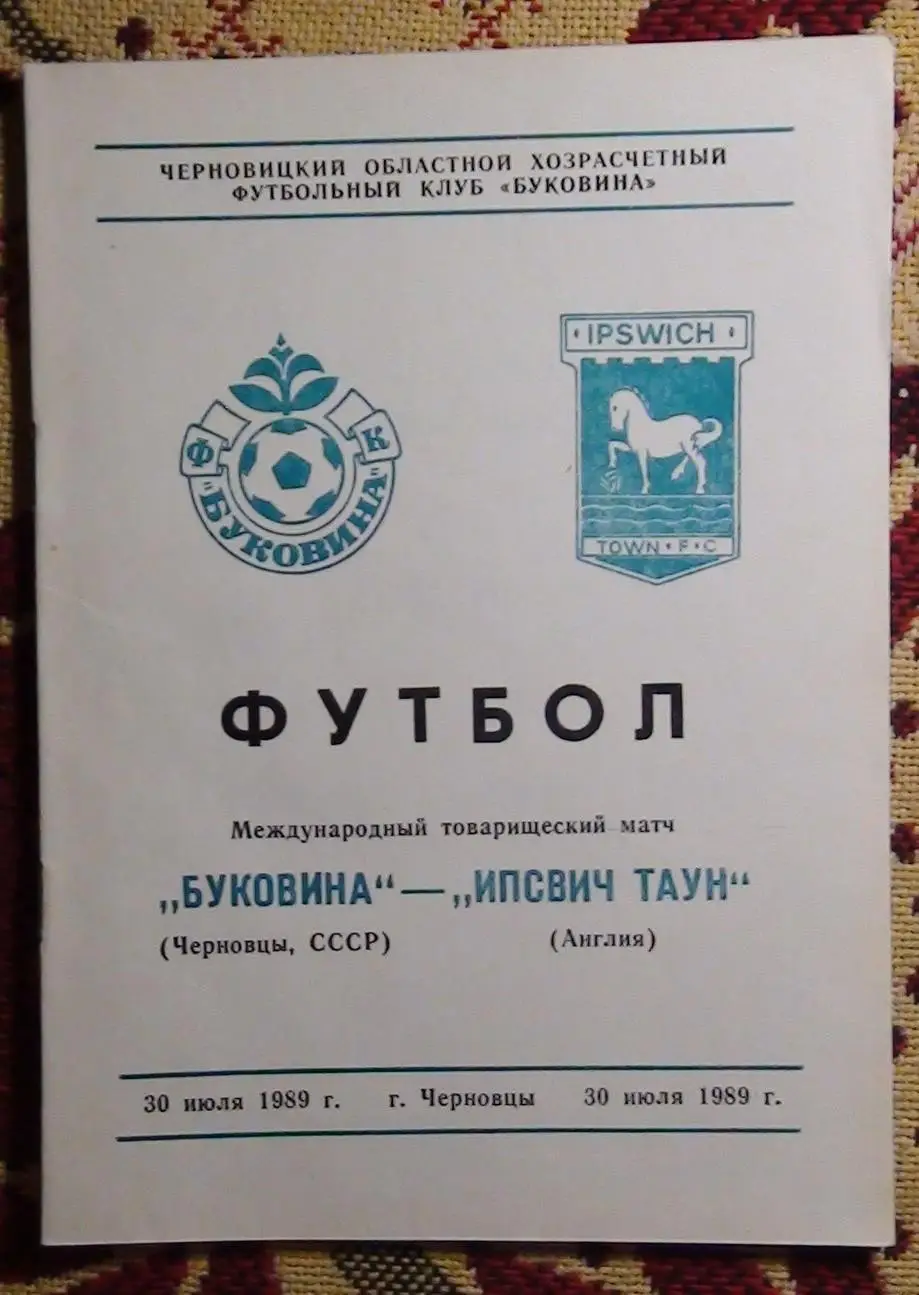 ЧЕРНОВИЦКИЙ ОБЛАСТНОЙ ХОЗРАСЧЕТНЫЙ
ФУТБОЛЬНЫЙ КЛУБ «БУКОВИНА»
Ф К
"БУКОВИНА"
IPSWICH
TOWN • F • C
ФУТБОЛ
Международный товарищеский матч
„БУКОВИНА“ — „ИПСВИЧ ТАУН“
(Черновцы, СССР) (Англия)
30 июля 1989 г. г. Черновцы 30 июля 1989 г.